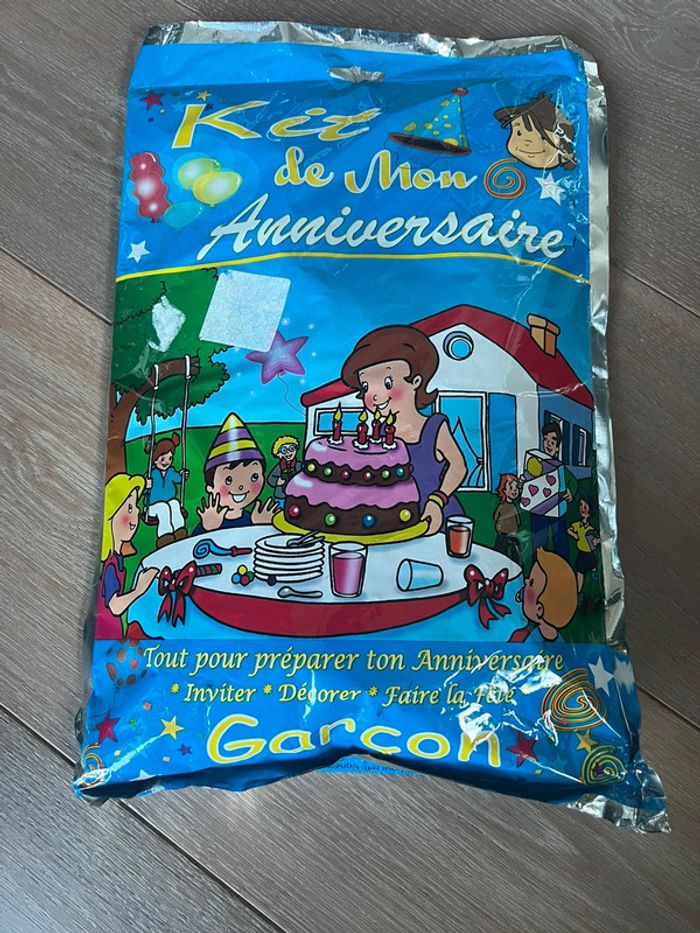 Kit
de Mon
Anniversaire
Tout pour préparer ton Anniversaire
* Inviter * Décorer * Faire la Fête
Garçon